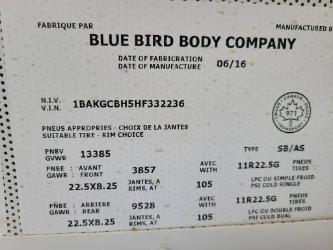 FABRIQUE PAR MANUFACTURED B
BLUE BIRD BODY COMPANY
DATE OF FABRICATION
DATE OF MANUFACTURE 06/16
N.I.V.
V.I.N. 1BAKGCBH5HF332236
PNEUS APPROPRIES - CHOIX DE LA JANTES
SUITABLE TIRE - RIM CHOICE
CANADA
TRANSPORT
971
TYPE SB/AS
PNBV
GVWR 13385
PNBE : AVANT
GAWR : FRONT 3857 AVEC
WITH 11R22.5G PNEUS
TIRES
22.5X8.25 JANTES, A
RIMS, AT 105 LPC OU SIMPLE FROID
PSI COLD SINGLE
PNBE : ARRIERE
GAWR : REAR 9528 AVEC
WITH 11R22.5G PNEUS
TIRES
22.5X8.25 JANTES, A
RIMS, AT 105 LFC OU DOUBLE FROID
PSI COLD DUAL